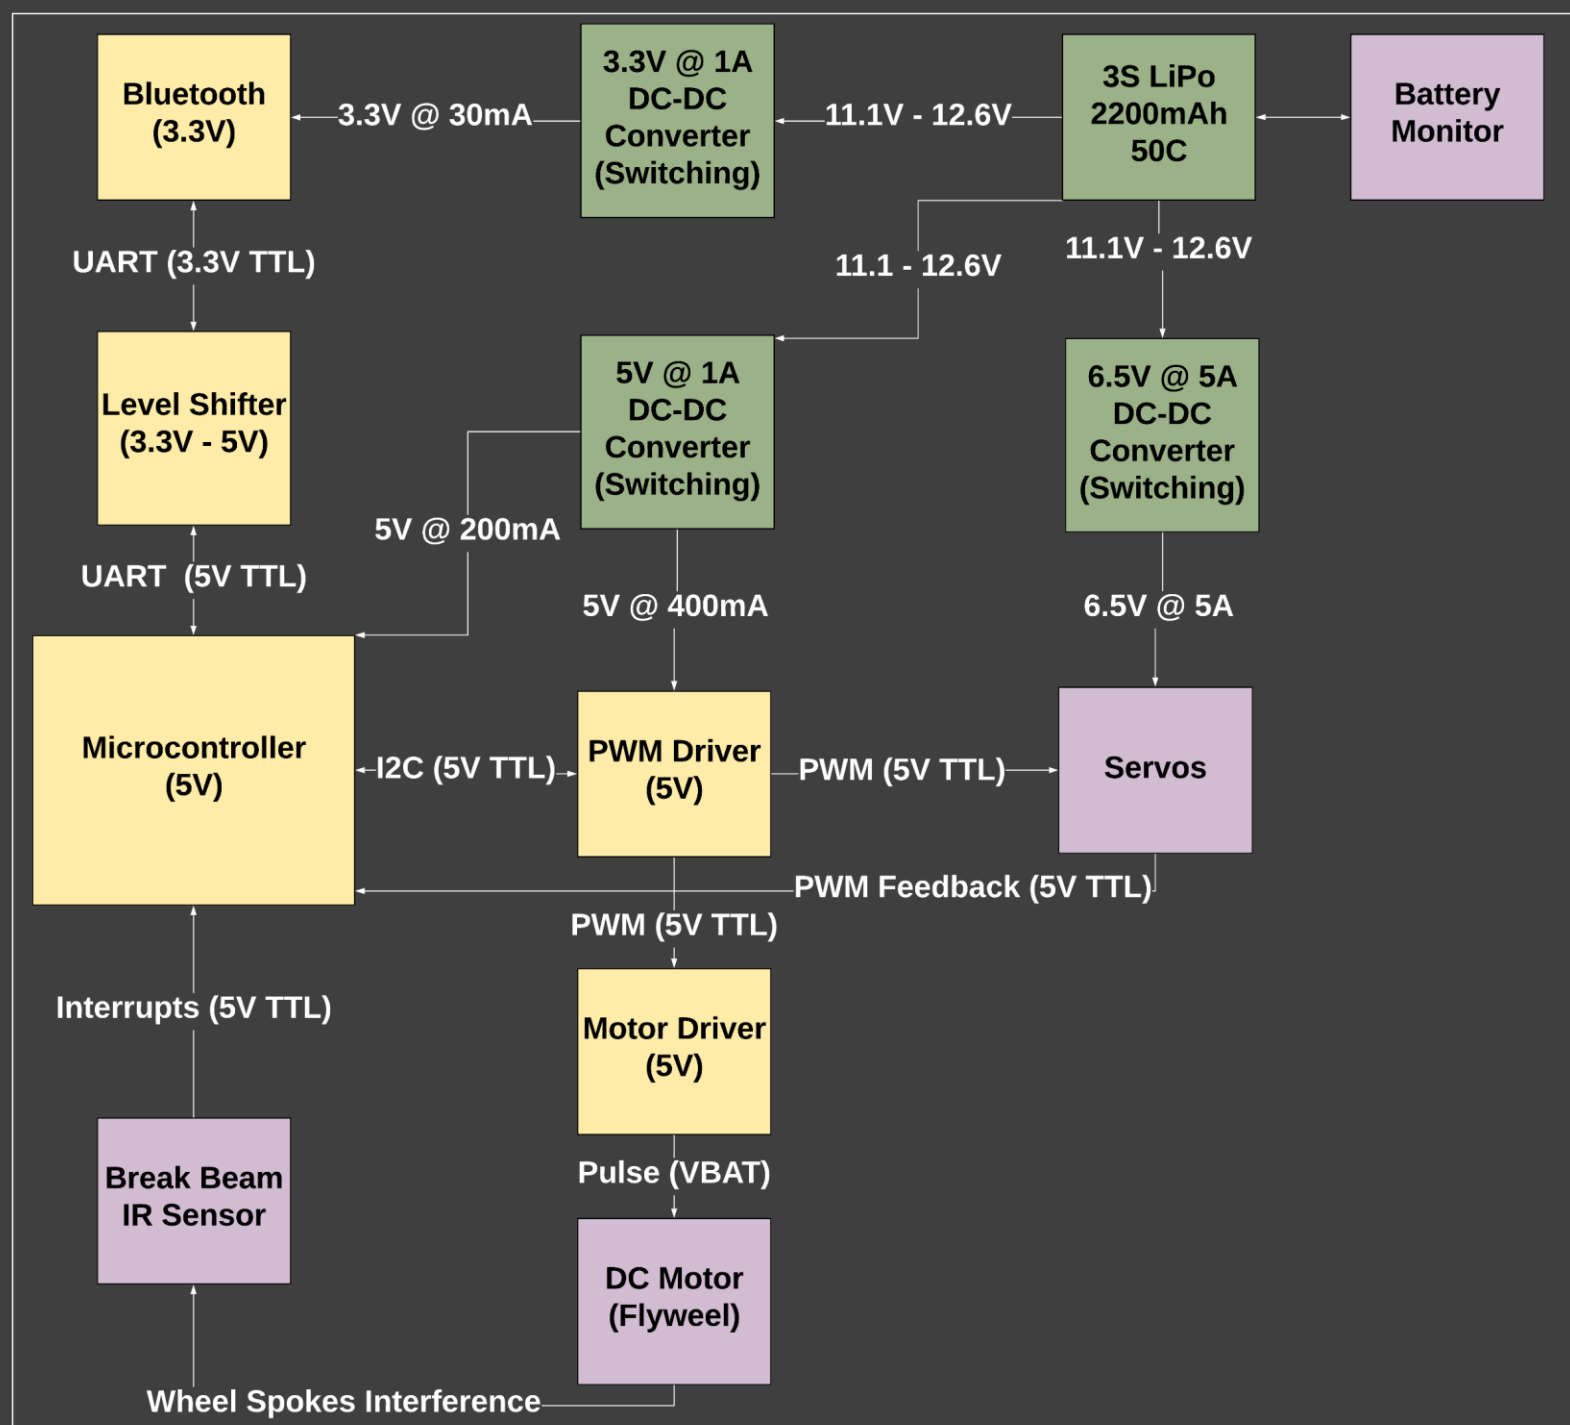 Bluetooth
(3.3V)
3.3V @ 30mA
3.3V @ 1A
DC-DC
Converter
(Switching)
11.1V - 12.6V
3S LiPo
2200mAh
50C
Battery
Monitor
UART (3.3V TTL)
11.1 - 12.6V
11.1V - 12.6V
Level Shifter
(3.3V - 5V)
5V @ 1A
DC-DC
Converter
(Switching)
6.5V @ 5A
DC-DC
Converter
(Switching)
5V @ 200mA
UART  (5V TTL)
5V @ 400mA
6.5V @ 5A
Microcontroller
(5V)
I2C (5V TTL)
PWM Driver
(5V)
PWM (5V TTL)
Servos
PWM Feedback (5V TTL)
PWM (5V TTL)
Interrupts (5V TTL)
Motor Driver
(5V)
Pulse (VBAT)
Break Beam
IR Sensor
DC Motor
(Flyweel)
Wheel Spokes Interference